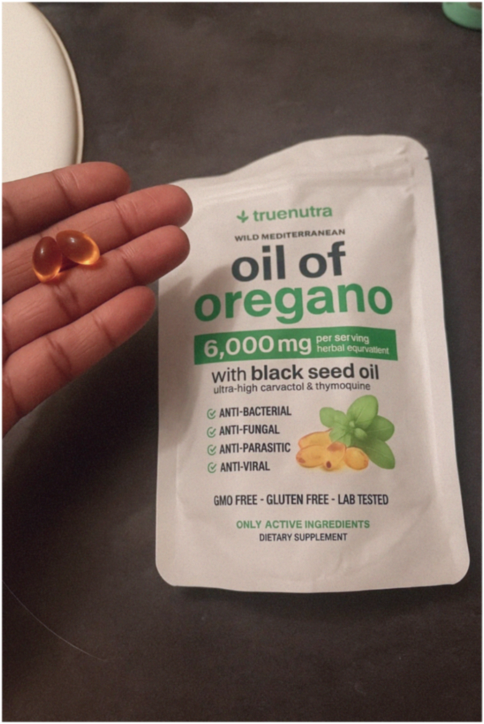 truenutra
WILD MEDITERRANEAN
oil of
oregano
6,000 mg per serving
herbal equrvatient
with black seed oil
ultra-high carvactol & thymoquine
ANTI-BACTERIAL
ANTI-FUNGAL
ANTI-PARASITIC
ANTI-VIRAL
GMO FREE - GLUTEN FREE - LAB TESTED
ONLY ACTIVE INGREDIENTS
DIETARY SUPPLEMENT